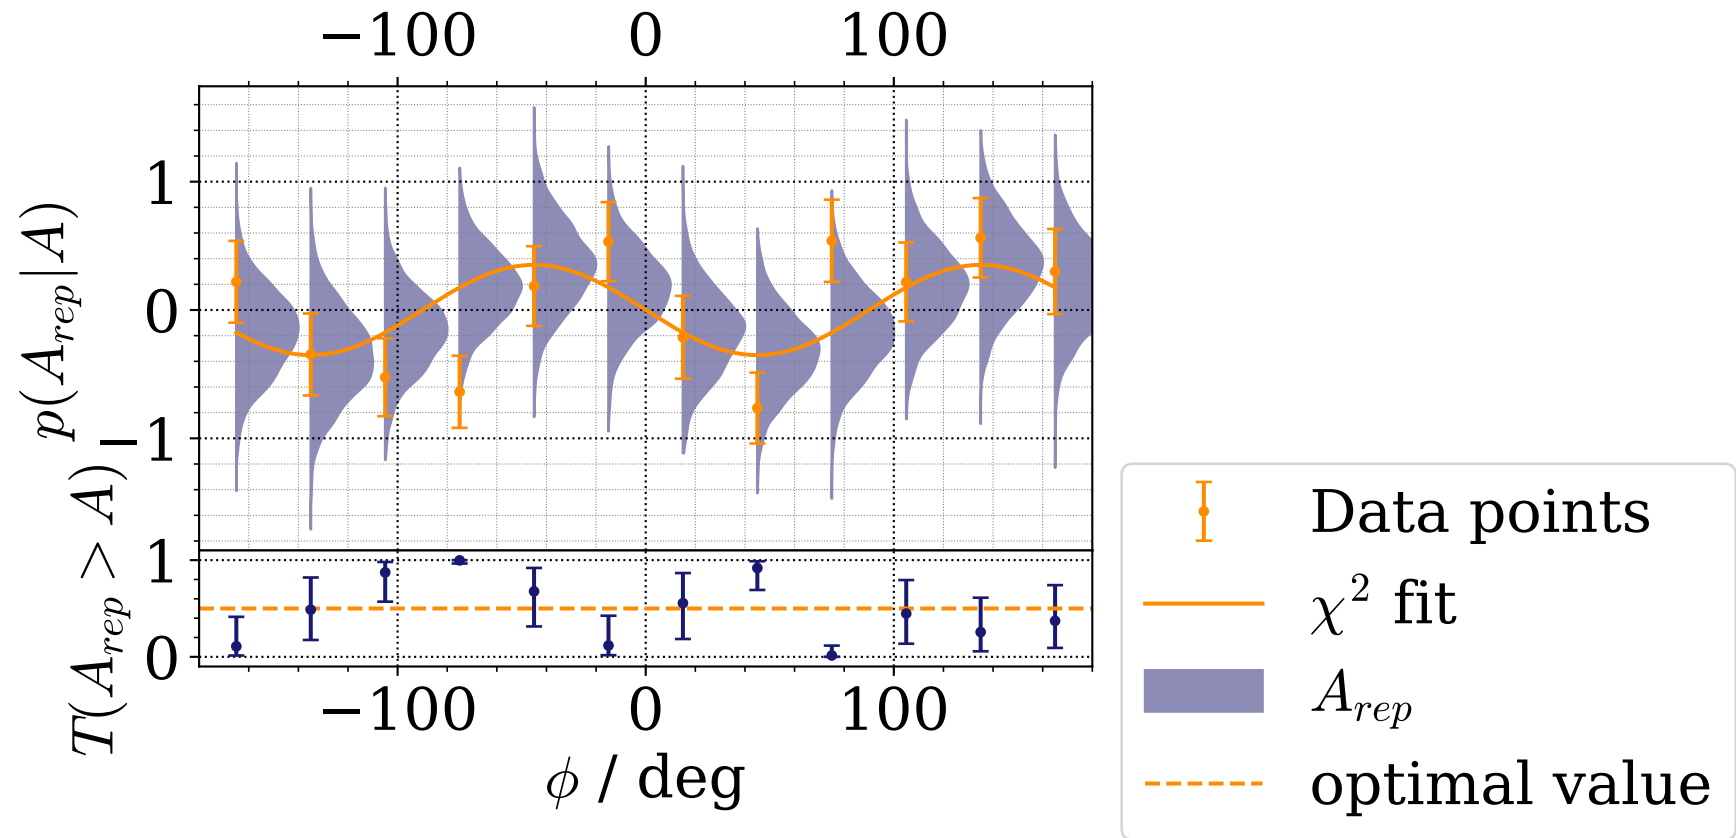 −100 0 100
p(A_rep|A)
1
0
−1
T(A_rep > A)
1
0
−100 0 100
ϕ / deg
Data points
χ² fit
A_rep
optimal value